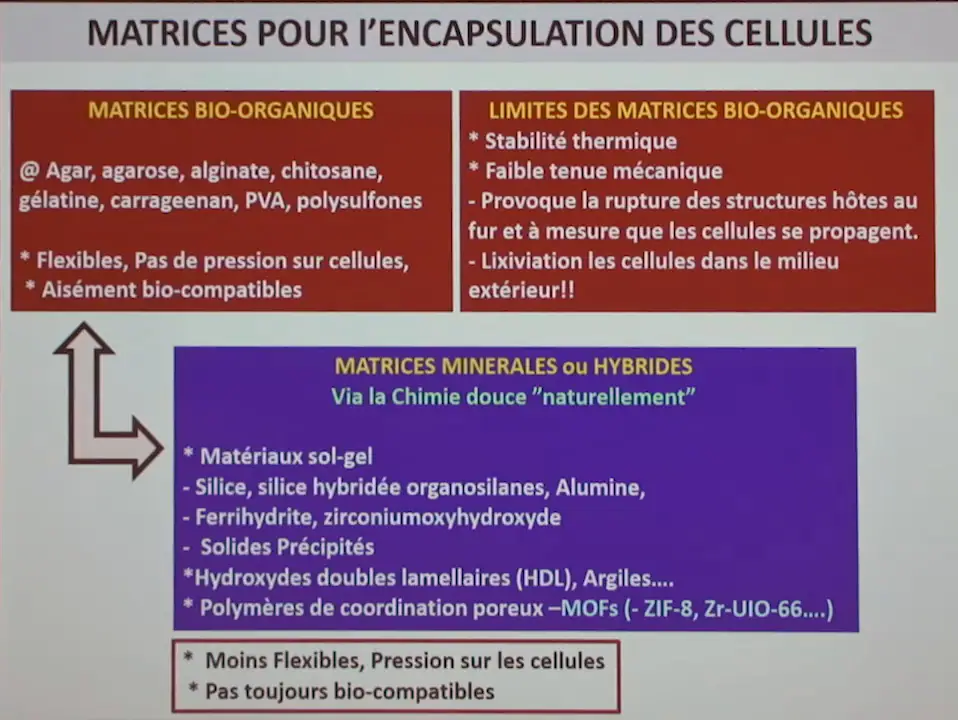 MATRICES POUR l'ENCAPSULATION DES CELLULES
MATRICES BIO-ORGANIQUES
@ Agar, agarose, alginate, chitosane,
gélatine, carrageenan, PVA, polysulfones
* Flexibles, Pas de pression sur cellules,
* Aisément bio-compatibles
LIMITES DES MATRICES BIO-ORGANIQUES
* Stabilité thermique
* Faible tenue mécanique
- Provoque la rupture des structures hôtes au
fur et à mesure que les cellules se propagent.
- Lixiviation les cellules dans le milieu
extérieur!!
MATRICES MINERALES ou HYBRIDES
Via la Chimie douce ”naturellement”
* Matériaux sol-gel
- Silice, silice hybridée organosilanes, Alumine,
- Ferrihydrite, zirconiumoxyhydroxyde
- Solides Précipités
*Hydroxydes doubles lamellaires (HDL), Argiles....
* Polymères de coordination poreux –MOFs (- ZIF-8, Zr-UIO-66....)
* Moins Flexibles, Pression sur les cellules
* Pas toujours bio-compatibles